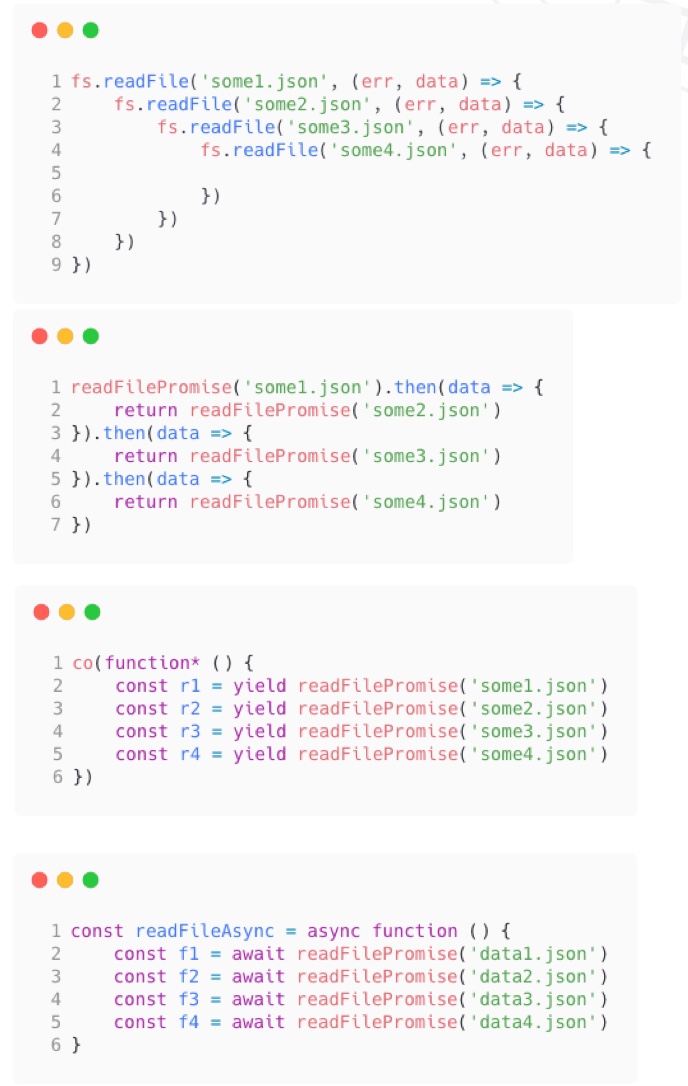 1 fs.readFile('some1.json', (err, data) => {
2     fs.readFile('some2.json', (err, data) => {
3         fs.readFile('some3.json', (err, data) => {
4             fs.readFile('some4.json', (err, data) => {
5
6             })
7         })
8     })
9 })
1 readFilePromise('some1.json').then(data => {
2     return readFilePromise('some2.json')
3 }).then(data => {
4     return readFilePromise('some3.json')
5 }).then(data => {
6     return readFilePromise('some4.json')
7 })
1 co(function* () {
2     const r1 = yield readFilePromise('some1.json')
3     const r2 = yield readFilePromise('some2.json')
4     const r3 = yield readFilePromise('some3.json')
5     const r4 = yield readFilePromise('some4.json')
6 })
1 const readFileAsync = async function () {
2     const f1 = await readFilePromise('data1.json')
3     const f2 = await readFilePromise('data2.json')
4     const f3 = await readFilePromise('data3.json')
5     const f4 = await readFilePromise('data4.json')
6 }